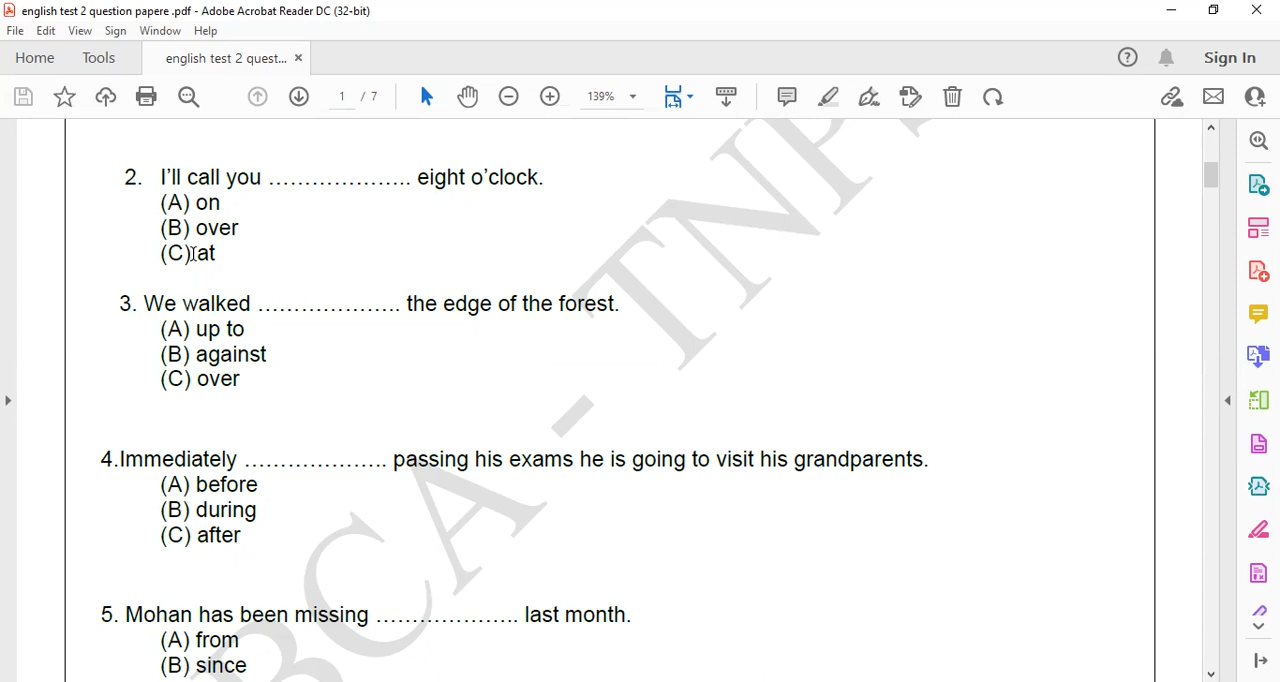 english test 2 question papere .pdf - Adobe Acrobat Reader DC (32-bit)
File Edit View Sign Window Help
Home Tools english test 2 quest... × Sign In
1 / 7 139%
2. I'll call you ………………… eight o'clock.
(A) on
(B) over
(C) at
3. We walked ……………….. the edge of the forest.
(A) up to
(B) against
(C) over
4.Immediately ……………….. passing his exams he is going to visit his grandparents.
(A) before
(B) during
(C) after
5. Mohan has been missing ……………….. last month.
(A) from
(B) since
BCA - TNP